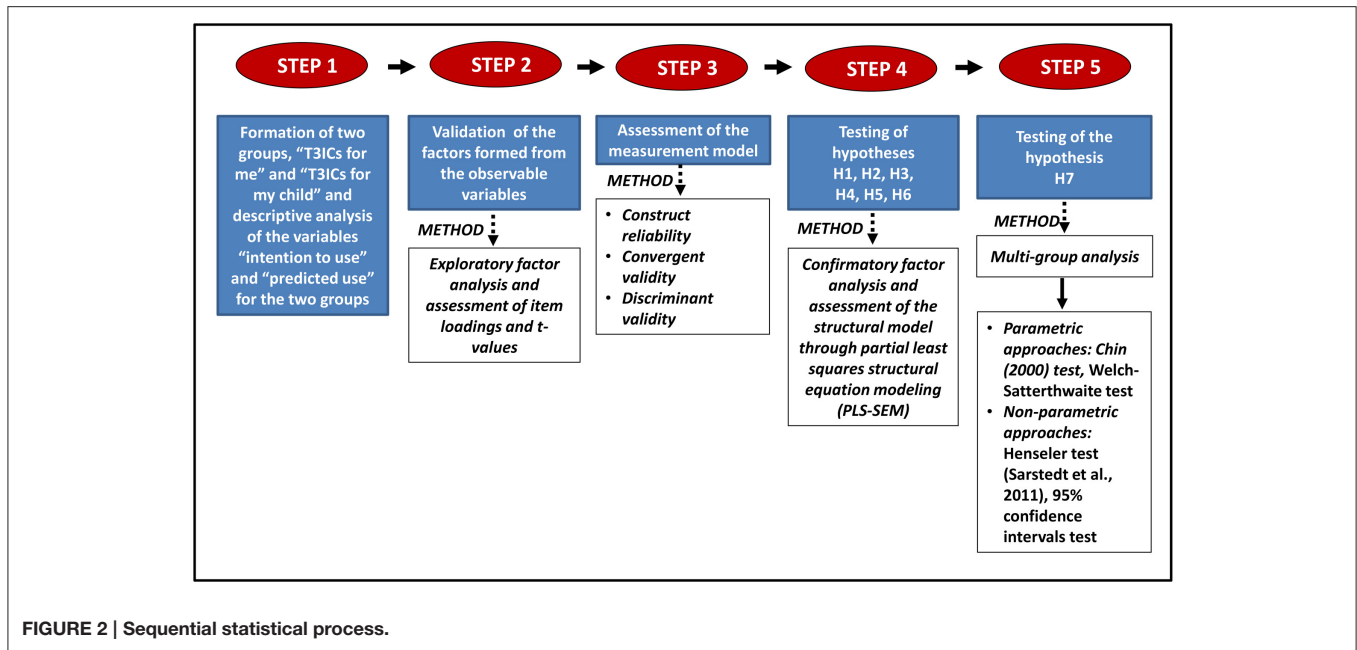 STEP 1
STEP 2
STEP 3
STEP 4
STEP 5
Formation of two
groups, “T3ICs for
me” and “T3ICs for
my child” and
descriptive analysis
of the variables
“intention to use”
and “predicted use”
for the two groups
Validation of the
factors formed from
the observable
variables
METHOD
Exploratory factor
analysis and
assessment of item
loadings and t-
values
Assessment of the
measurement model
METHOD
• Construct
reliability
• Convergent
validity
• Discriminant
validity
Testing of
hypotheses
H1, H2, H3,
H4, H5, H6
METHOD
Confirmatory factor
analysis and
assessment of the
structural model
through partial least
squares structural
equation modeling
(PLS-SEM)
Testing of the
hypothesis
H7
METHOD
Multi-group analysis
• Parametric
approaches: Chin
(2000) test, Welch-
Satterthwaite test
• Non-parametric
approaches:
Henseler test
(Sarstedt et al.,
2011), 95%
confidence
intervals test
FIGURE 2 | Sequential statistical process.